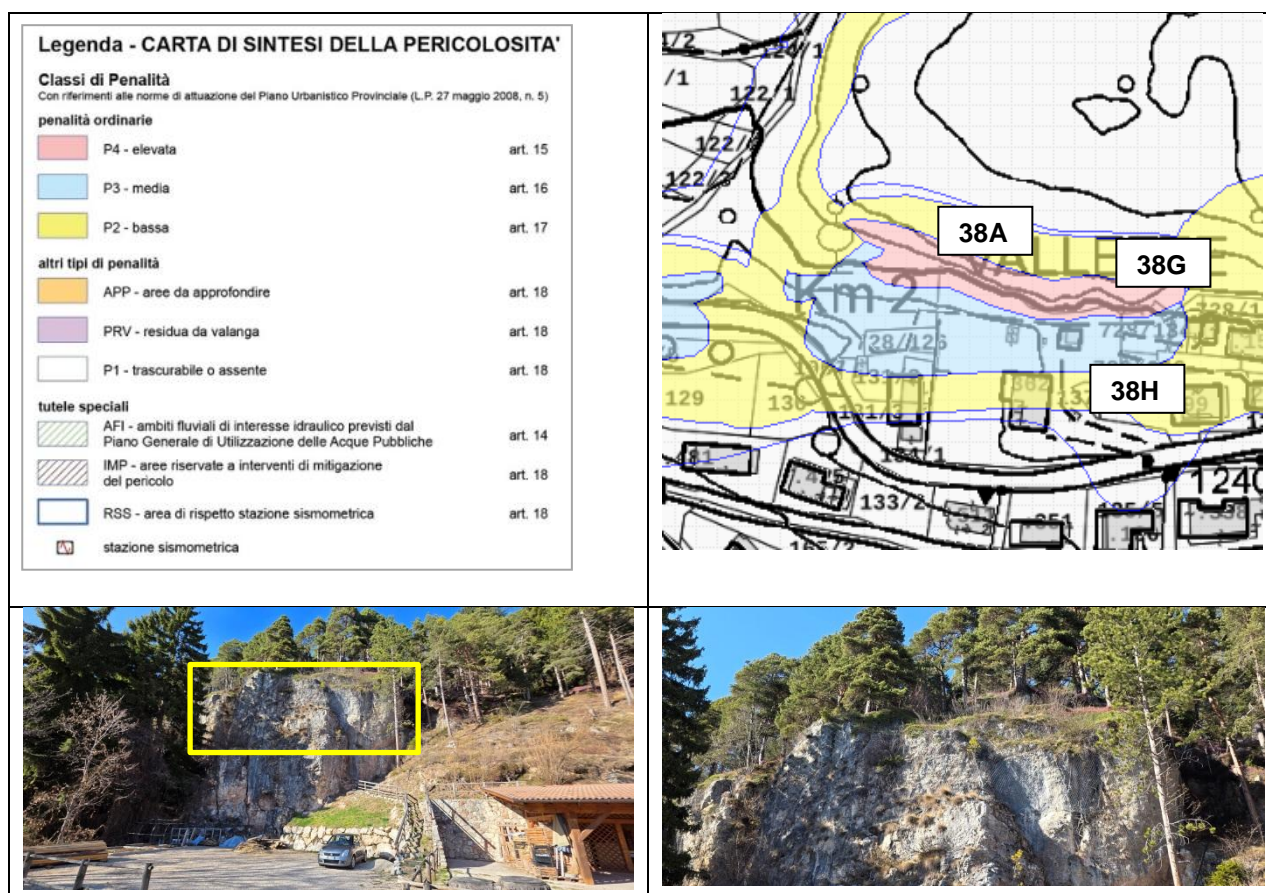 Legenda - CARTA DI SINTESI DELLA PERICOLOSITA'
Classi di Penalità
Con riferimenti alle norme di attuazione del Piano Urbanistico Provinciale (L.P. 27 maggio 2008, n. 5)
penalità ordinarie
P4 - elevata art. 15
P3 - media art. 16
P2 - bassa art. 17
altri tipi di penalità
APP - aree da approfondire art. 18
PRV - residua da valanga art. 18
P1 - trascurabile o assente art. 18
tutele speciali
AFI - ambiti fluviali di interesse idraulico previsti dal
Piano Generale di Utilizzazione delle Acque Pubbliche art. 14
IMP - aree riservate a interventi di mitigazione
del pericolo art. 18
RSS - area di rispetto stazione sismometrica art. 18
stazione sismometrica
122/1
38A
38G
Km 2
28/126
38H
129
130
133/2
1240